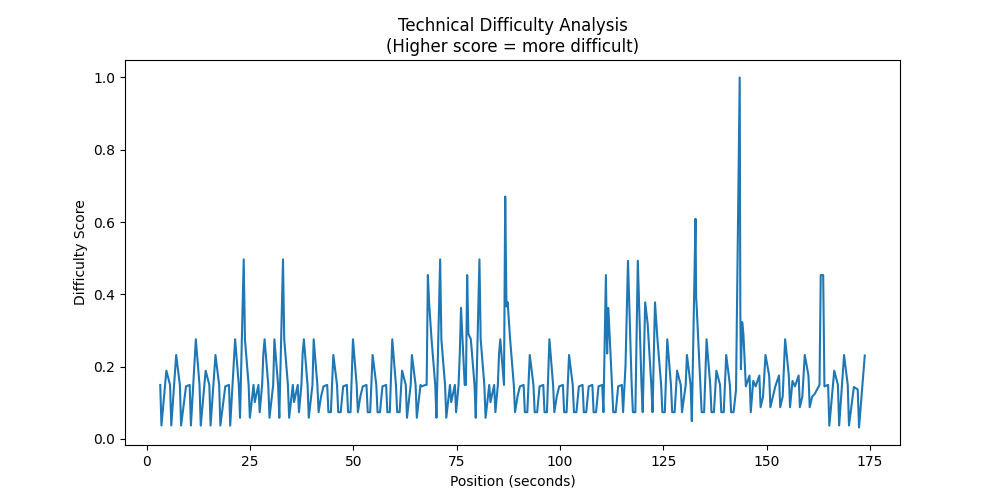 Technical Difficulty Analysis
(Higher score = more difficult)
1.0
0.8
0.6
0.4
0.2
0.0
Difficulty Score
0 25 50 75 100 125 150 175
Position (seconds)